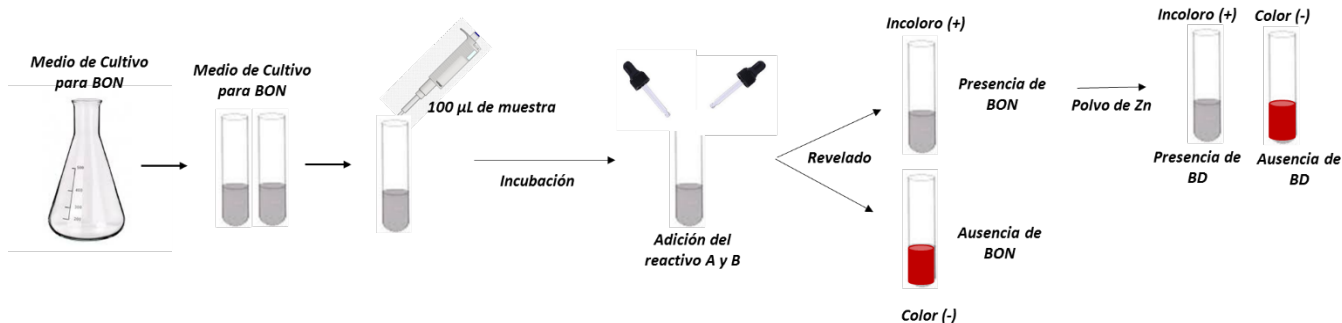 Medio de Cultivo
para BON
Medio de Cultivo
para BON
100 µL de muestra
Incubación
Adición del
reactivo A y B
Revelado
Incoloro (+)
Presencia de
BON
Ausencia de
BON
Color (-)
Polvo de Zn
Incoloro (+)
Color (-)
Presencia de
BD
Ausencia de
BD